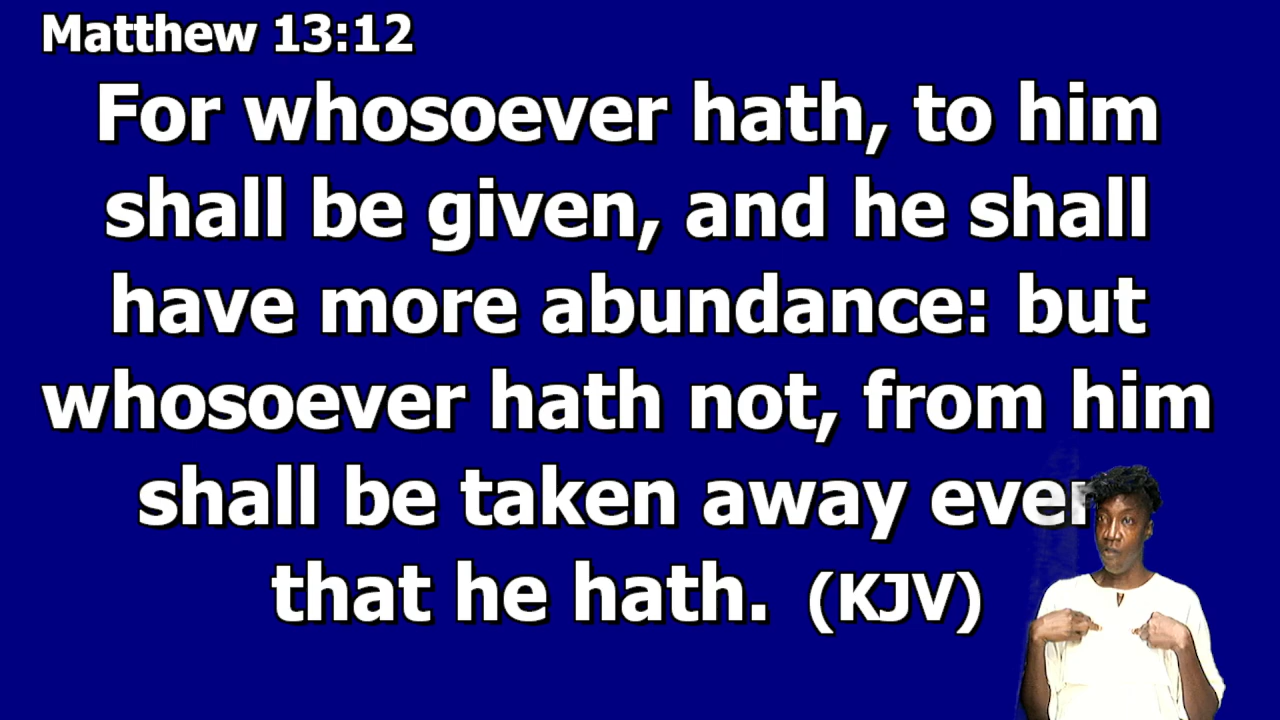 Matthew 13:12
For whosoever hath, to him
shall be given, and he shall
have more abundance: but
whosoever hath not, from him
shall be taken away even
that he hath. (KJV)